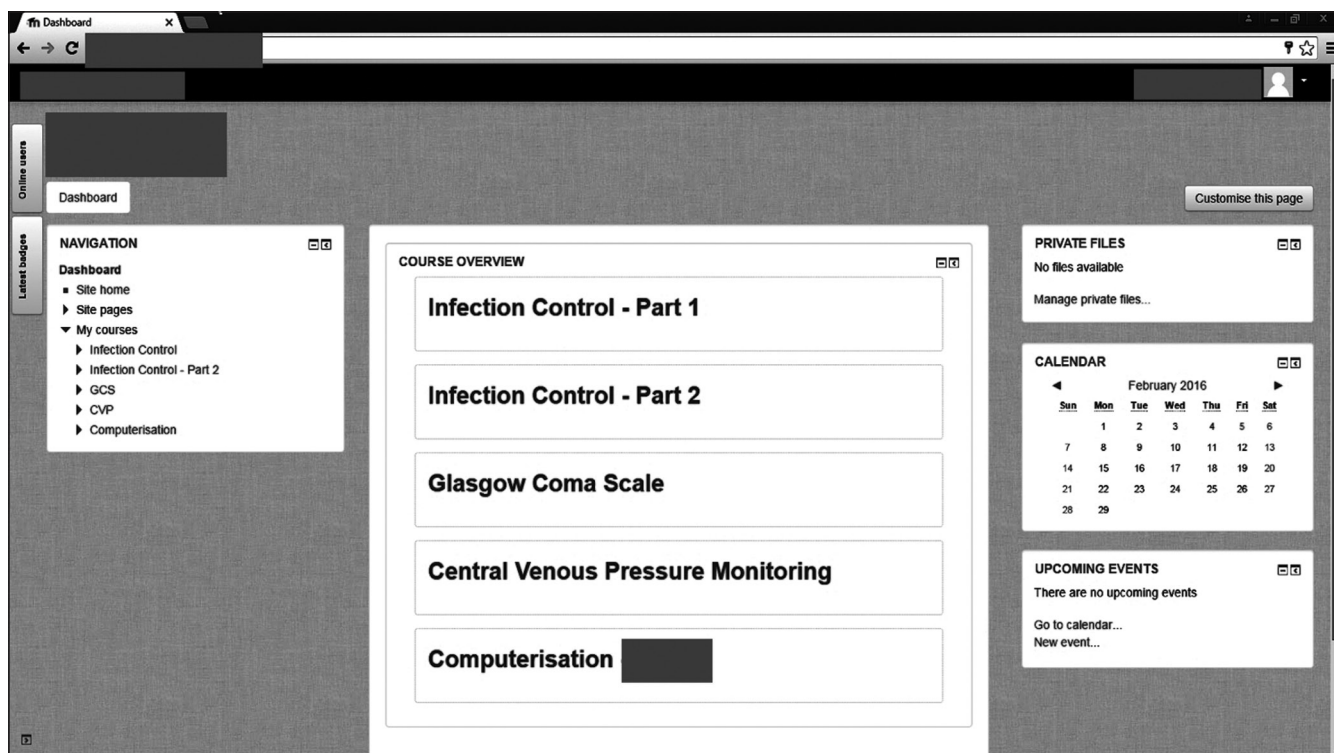 Dashboard
Online users
Latest badges
Dashboard
Customise this page
NAVIGATION
Dashboard
Site home
Site pages
My courses
Infection Control
Infection Control - Part 2
GCS
CVP
Computerisation
COURSE OVERVIEW
Infection Control - Part 1
Infection Control - Part 2
Glasgow Coma Scale
Central Venous Pressure Monitoring
Computerisation
PRIVATE FILES
No files available
Manage private files...
CALENDAR
February 2016
Sun Mon Tue Wed Thu Fri Sat
1 2 3 4 5 6
7 8 9 10 11 12 13
14 15 16 17 18 19 20
21 22 23 24 25 26 27
28 29
UPCOMING EVENTS
There are no upcoming events
Go to calendar...
New event...